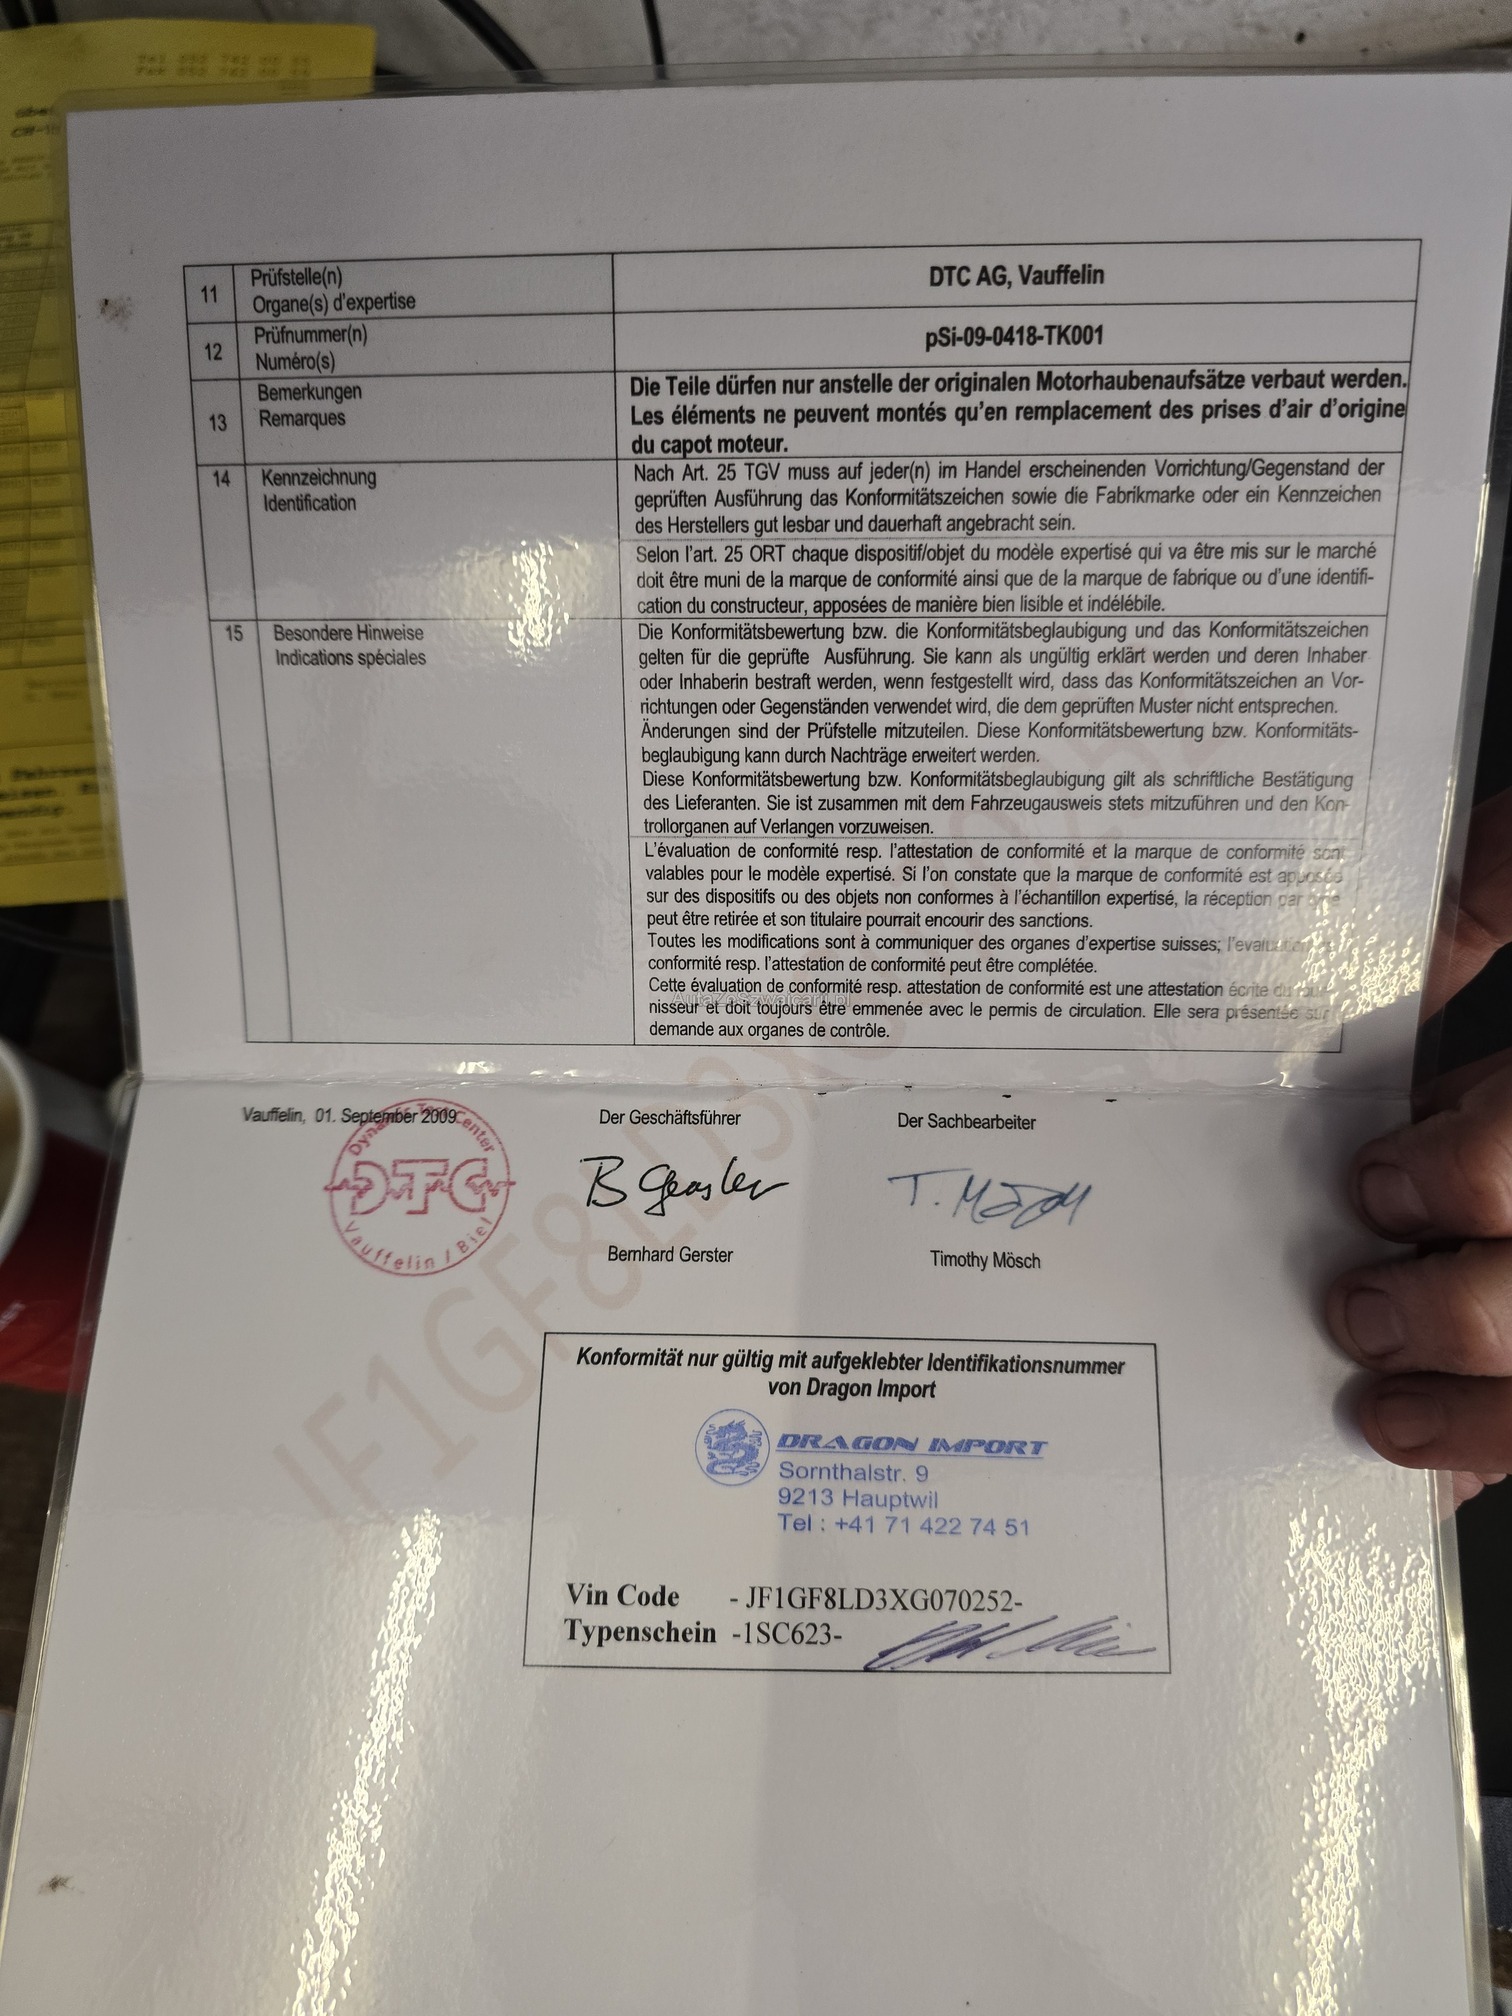 11
Prüfstelle(n)
Organe(s) d'expertise
DTC AG, Vauffelin
12
Prüfnummer(n)
Numéro(s)
pSi-09-0418-TK001
13
Bemerkungen
Remarques
Die Teile dürfen nur anstelle der originalen Motorhaubenaufsätze verbaut werden.
Les éléments ne peuvent montés qu'en remplacement des prises d'air d'origine
du capot moteur.
14
Kennzeichnung
Identification
Nach Art. 25 TGV muss auf jeder(n) im Handel erscheinenden Vorrichtung/Gegenstand der
geprüften Ausführung das Konformitätszeichen sowie die Fabrikmarke oder ein Kennzeichen
des Herstellers gut lesbar und dauerhaft angebracht sein.
Selon l'art. 25 ORT chaque dispositif/objet du modèle expertisé qui va être mis sur le marché
doit être muni de la marque de conformité ainsi que de la marque de fabrique ou d'une identifi-
cation du constructeur, apposées de manière bien lisible et indélébile.
15
Besondere Hinweise
Indications spéciales
Die Konformitätsbewertung bzw. die Konformitätsbeglaubigung und das Konformitätszeichen
gelten für die geprüfte Ausführung. Sie kann als ungültig erklärt werden und deren Inhaber
oder Inhaberin bestraft werden, wenn festgestellt wird, dass das Konformitätszeichen an Vor-
richtungen oder Gegenständen verwendet wird, die dem geprüften Muster nicht entsprechen.
Änderungen sind der Prüfstelle mitzuteilen. Diese Konformitätsbewertung bzw. Konformitäts-
beglaubigung kann durch Nachträge erweitert werden.
Diese Konformitätsbewertung bzw. Konformitätsbeglaubigung gilt als schriftliche Bestätigung
des Lieferanten. Sie ist zusammen mit dem Fahrzeugausweis stets mitzuführen und den Kon-
trollorganen auf Verlangen vorzuweisen.
L'évaluation de conformité resp. l'attestation de conformité et la marque de conformité sont
valables pour le modèle expertisé. Si l'on constate que la marque de conformité est apposée
sur des dispositifs ou des objets non conformes à l'échantillon expertisé, la réception par type
peut être retirée et son titulaire pourrait encourir des sanctions.
Toutes les modifications sont à communiquer des organes d'expertise suisses;
conformité resp. l'attestation de conformité peut être complétée.
Cette évaluation de conformité resp. attestation de conformité est une attestation écrite du four-
nisseur et doit toujours être emmenée avec le permis de circulation. Elle sera présentée sur
demande aux organes de contrôle.
AutaZeSzwajcarii.pl
Vauffelin, 01. September 2009
Der Geschäftsführer
Der Sachbearbeiter
Dynamic Test Center
DTC
Vauffelin / Biel
B Gerster
T. Mösch
Bernhard Gerster
Timothy Mösch
JF1GF8LD3XG070252
Konformität nur gültig mit aufgeklebter Identifikationsnummer
von Dragon Import
DRAGON IMPORT
Sornthalstr. 9
9213 Hauptwil
Tel : +41 71 422 74 51
Vin Code - JF1GF8LD3XG070252-
Typenschein -1SC623-